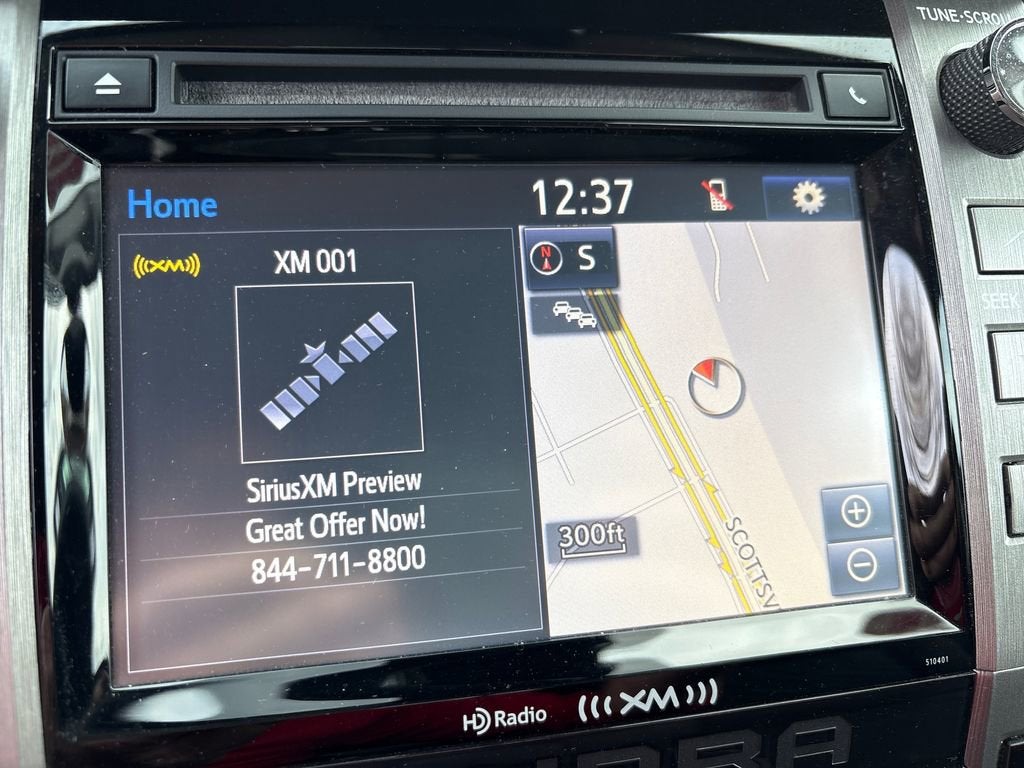 TUNE·SCROLL
Home
12:37
XM
XM 001
N
S
SiriusXM Preview
Great Offer Now!
844-711-8800
300ft
SCOTTSV
SEEK
510401
HD Radio
XM